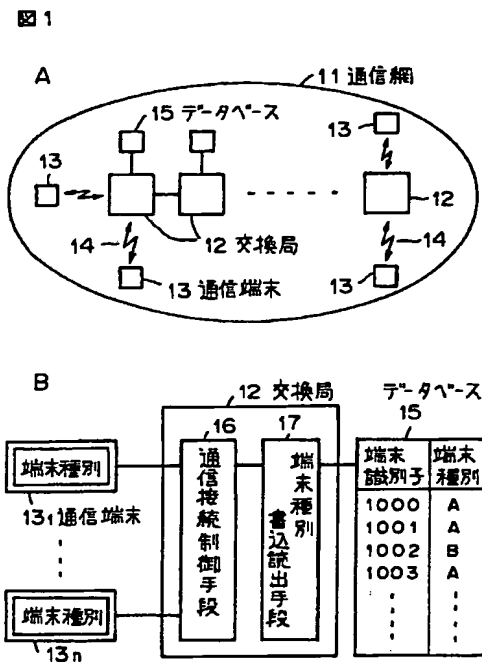 図1
A
11 通信網
15 データベース
13
13
12
14
12 交換局
14
13 通信端末
13
B
12 交換局
データベース
15
16
17
端末種別
13₁通信端末
端末種別
13n
通信接続制御手段
端末種別
書込読出手段
端末識別子
端末種別
1000 A
1001 A
1002 B
1003 A